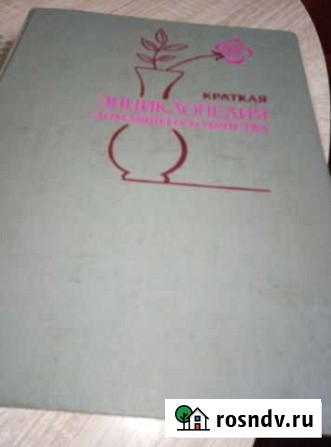 КРАТКАЯ
ЭНЦИКЛОПЕДИЯ
ДОМАШНЕГО ХОЗЯЙСТВА
rosndv.ru